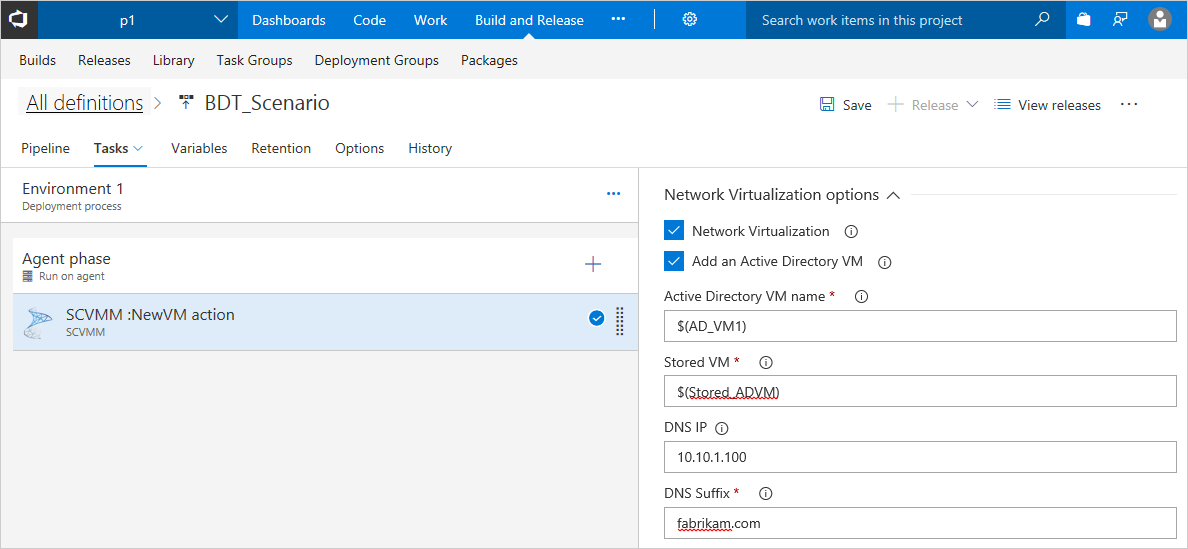 p1 Dashboards Code Work Build and Release ··· Search work items in this project
Builds Releases Library Task Groups Deployment Groups Packages
All definitions > BDT_Scenario Save + Release View releases ···
Pipeline Tasks Variables Retention Options History
Environment 1 ···
Deployment process
Agent phase +
Run on agent
SCVMM :NewVM action
SCVMM
Network Virtualization options
Network Virtualization
Add an Active Directory VM
Active Directory VM name *
$(AD_VM1)
Stored VM *
$(Stored_ADVM)
DNS IP
10.10.1.100
DNS Suffix *
fabrikam.com